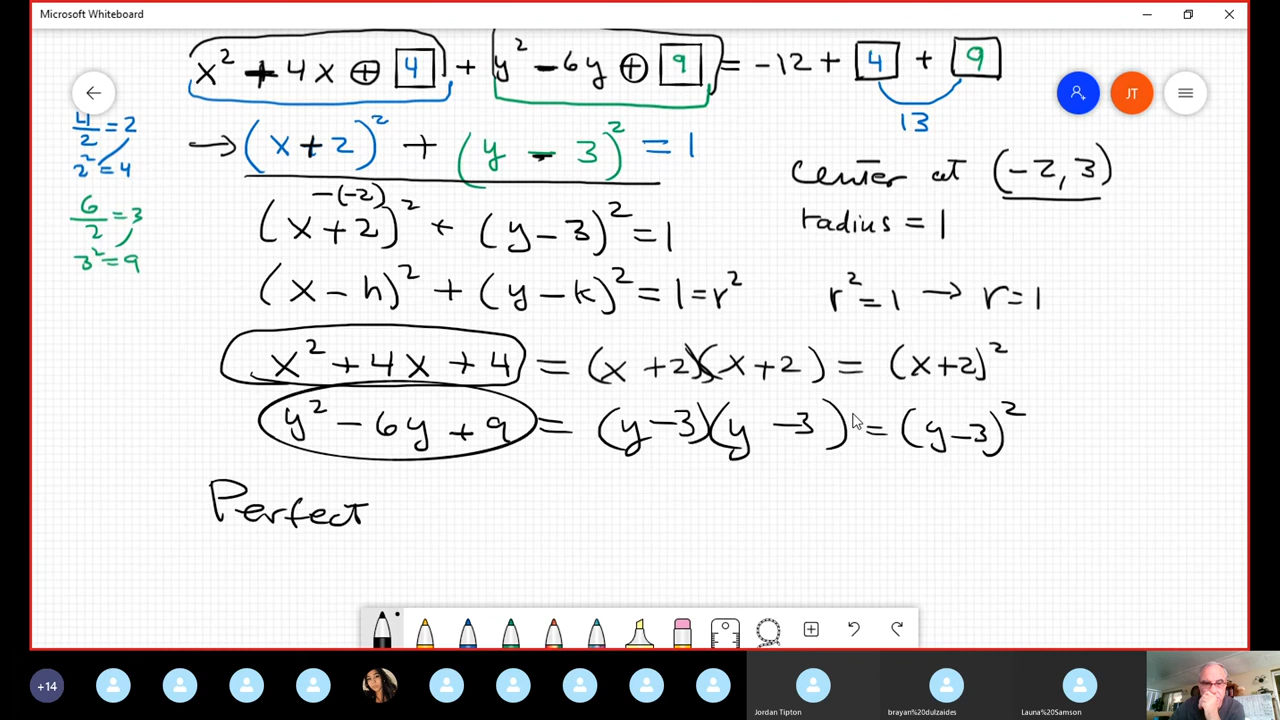 Microsoft Whiteboard
x² + 4x ⊕ 4 + y² - 6y ⊕ 9 = -12 + 4 + 9
13
JT
4/2 = 2
2² = 4
→ (x+2)² + (y - 3)² = 1
center at (-2, 3)
radius = 1
6/2 = 3
3² = 9
-(-2)
(x+2)² + (y-3)² = 1
(x-h)² + (y-k)² = 1 = r²
r² = 1 → r = 1
x² + 4x + 4 = (x+2)(x+2) = (x+2)²
y² - 6y + 9 = (y-3)(y-3) = (y-3)²
Perfect
+14
Jordan Tipton
brayan%20dulzaides
Launa%20Samson